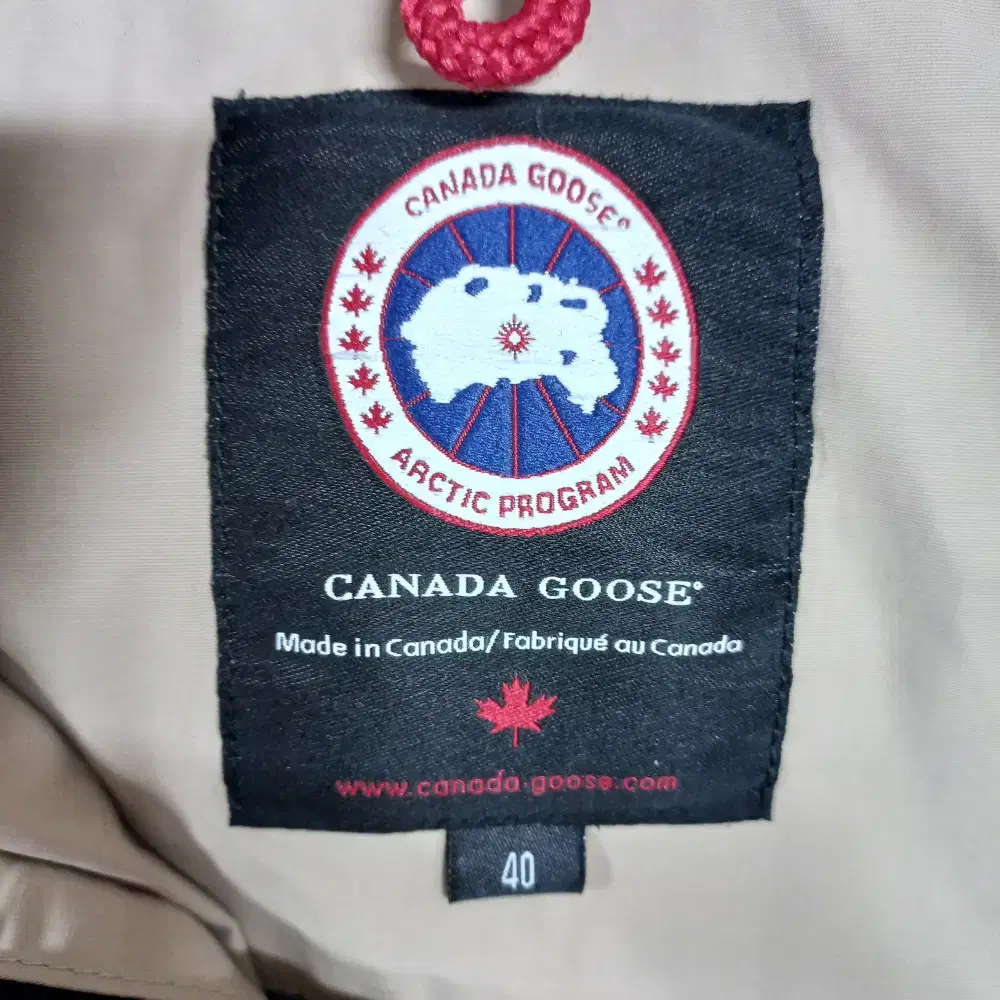 CANADA GOOSE®
ARCTIC PROGRAM
CANADA GOOSE®
Made in Canada/Fabriqué au Canada
www.canada-goose.com
40